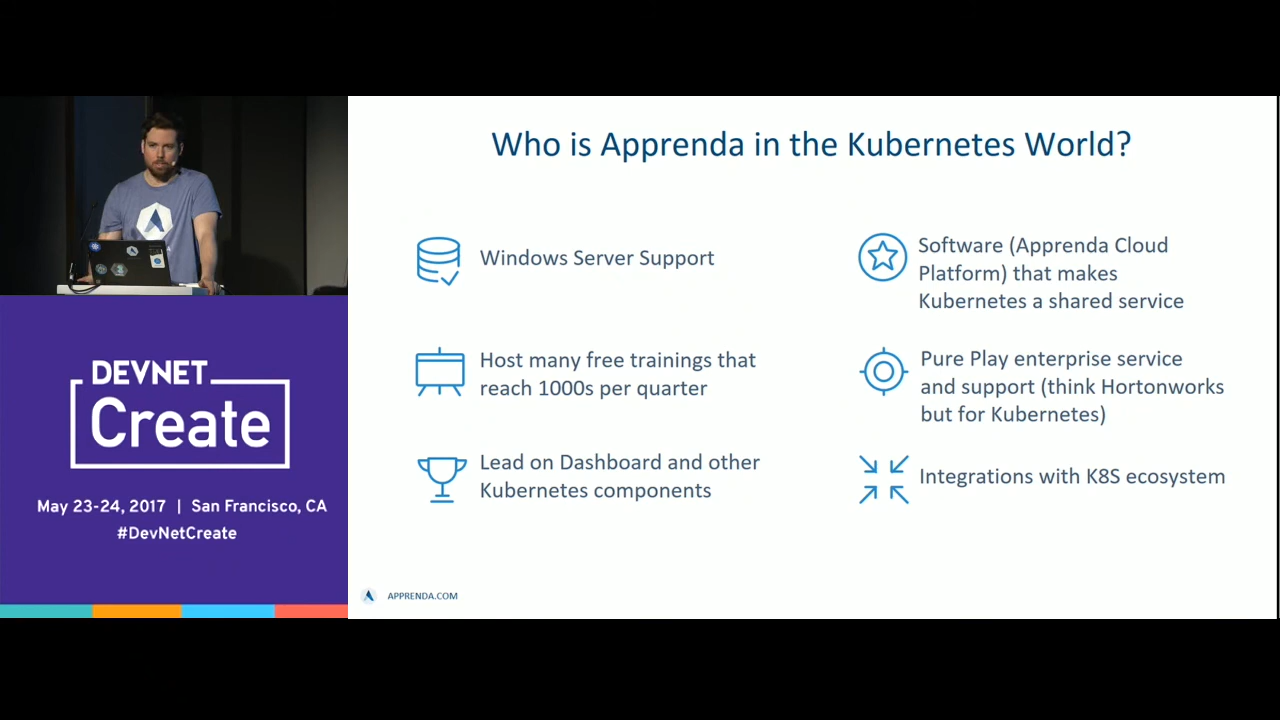 Who is Apprenda in the Kubernetes World?
Windows Server Support
Host many free trainings that
reach 1000s per quarter
Lead on Dashboard and other
Kubernetes components
Software (Apprenda Cloud
Platform) that makes
Kubernetes a shared service
Pure Play enterprise service
and support (think Hortonworks
but for Kubernetes)
Integrations with K8S ecosystem
APPRENDA.COM
DEVNET
Create
May 23-24, 2017 | San Francisco, CA
#DevNetCreate